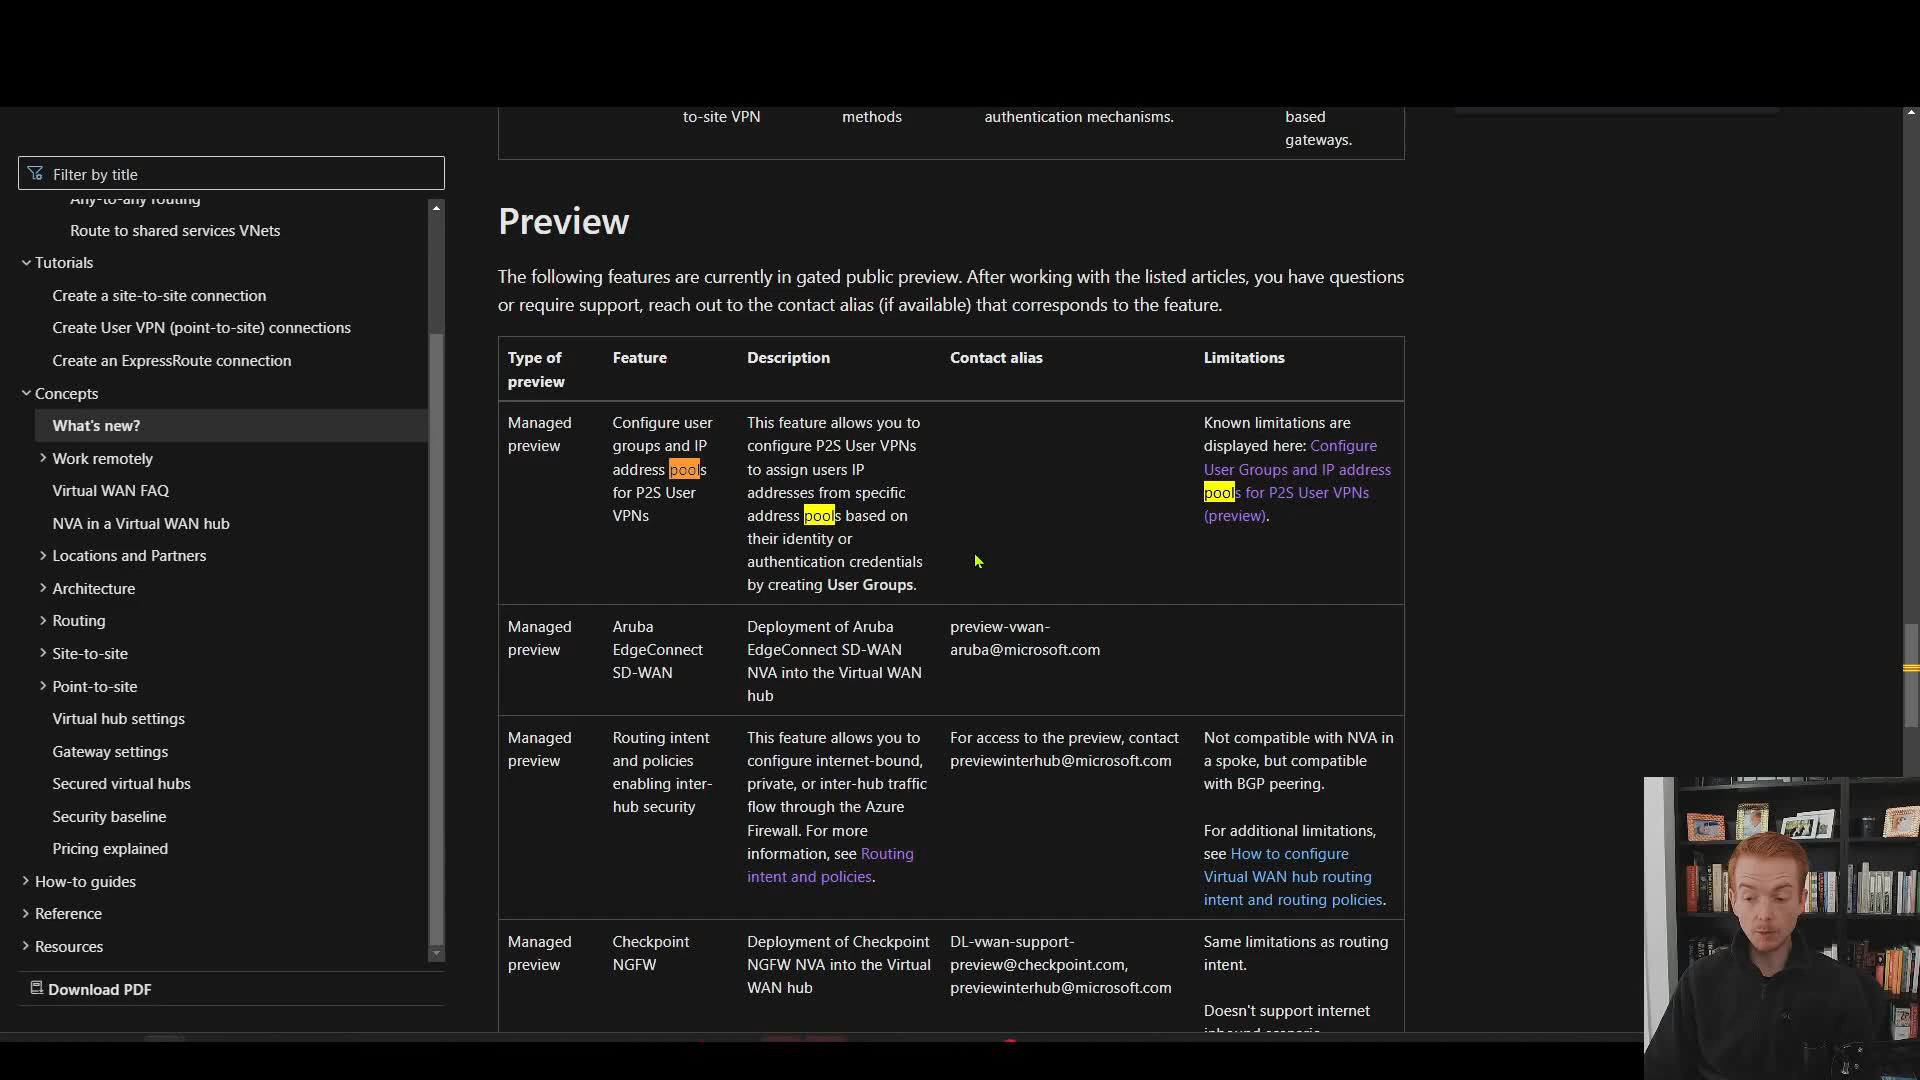 to-site VPN
methods
authentication mechanisms.
based
gateways.
Filter by title
Any-to-any routing
Route to shared services VNets
Tutorials
Create a site-to-site connection
Create User VPN (point-to-site) connections
Create an ExpressRoute connection
Concepts
What's new?
Work remotely
Virtual WAN FAQ
NVA in a Virtual WAN hub
Locations and Partners
Architecture
Routing
Site-to-site
Point-to-site
Virtual hub settings
Gateway settings
Secured virtual hubs
Security baseline
Pricing explained
How-to guides
Reference
Resources
Download PDF
Preview
The following features are currently in gated public preview. After working with the listed articles, you have questions
or require support, reach out to the contact alias (if available) that corresponds to the feature.
Type of
preview
Feature
Description
Contact alias
Limitations
Managed
preview
Configure user
groups and IP
address pools
for P2S User
VPNs
This feature allows you to
configure P2S User VPNs
to assign users IP
addresses from specific
address pools based on
their identity or
authentication credentials
by creating User Groups.
Known limitations are
displayed here: Configure
User Groups and IP address
pools for P2S User VPNs
(preview).
Managed
preview
Aruba
EdgeConnect
SD-WAN
Deployment of Aruba
EdgeConnect SD-WAN
NVA into the Virtual WAN
hub
preview-vwan-
aruba@microsoft.com
Managed
preview
Routing intent
and policies
enabling inter-
hub security
This feature allows you to
configure internet-bound,
private, or inter-hub traffic
flow through the Azure
Firewall. For more
information, see Routing
intent and policies.
For access to the preview, contact
previewinterhub@microsoft.com
Not compatible with NVA in
a spoke, but compatible
with BGP peering.
For additional limitations,
see How to configure
Virtual WAN hub routing
intent and routing policies.
Managed
preview
Checkpoint
NGFW
Deployment of Checkpoint
NGFW NVA into the Virtual
WAN hub
DL-vwan-support-
preview@checkpoint.com,
previewinterhub@microsoft.com
Same limitations as routing
intent.
Doesn't support internet
inbound scenario.